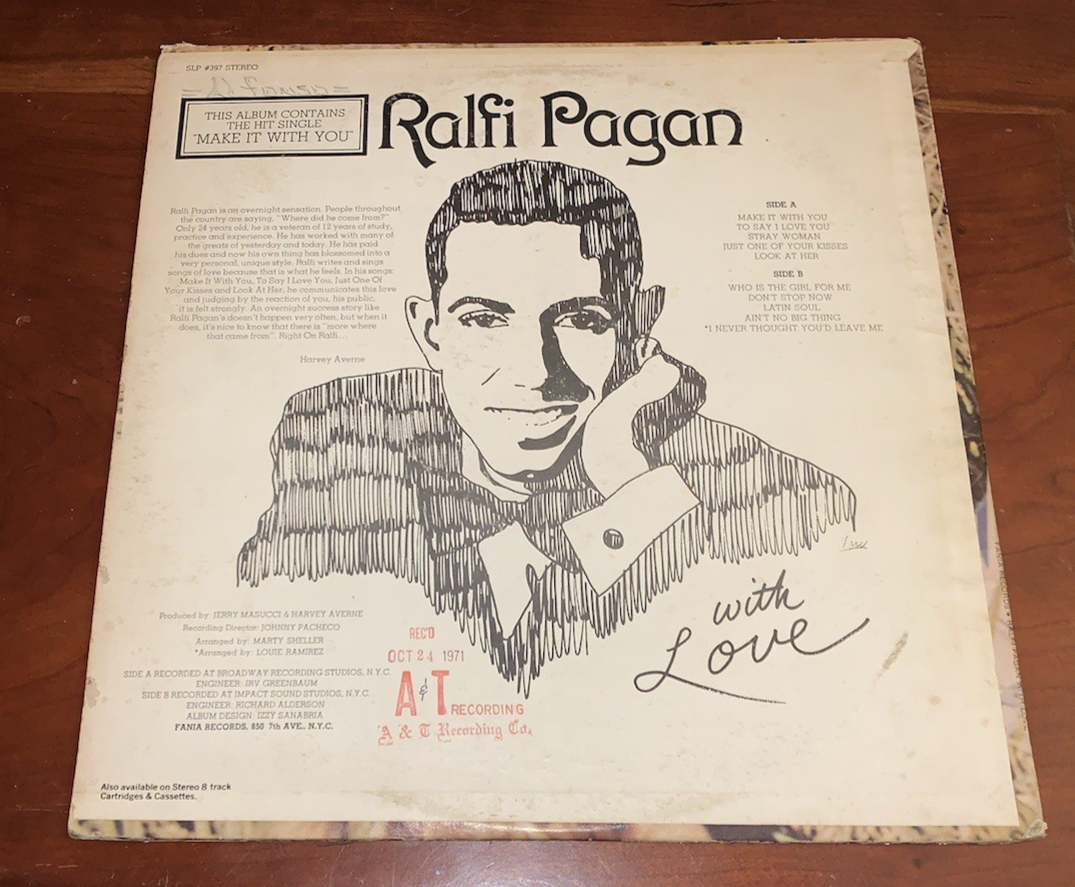 SLP #397 STEREO
THIS ALBUM CONTAINS
THE HIT SINGLE
"MAKE IT WITH YOU"
Ralfi Pagan
Ralfi Pagan is an overnight sensation. People throughout
the country are saying, "Where did he come from?"
Only 24 years old, he is a veteran of 12 years of study,
practice and experience. He has worked with many of
the greats of yesterday and today. He has paid
his dues and now his own thing has blossomed into a
very personal, unique style. Ralfi writes and sings
songs of love because that is what he feels. In his songs:
Make It With You, To Say I Love You, Just One Of
Your Kisses and Look At Her; he communicates this love
and judging by the reaction of you, his public,
it is felt strongly. An overnight success story like
Ralfi Pagan's doesn't happen very often, but when it
does, it's nice to know that there is "more where
that came from". Right On Ralfi...
Harvey Averne
SIDE A
MAKE IT WITH YOU
TO SAY I LOVE YOU
STRAY WOMAN
JUST ONE OF YOUR KISSES
LOOK AT HER
SIDE B
WHO IS THE GIRL FOR ME
DON'T STOP NOW
LATIN SOUL
AIN'T NO BIG THING
*I NEVER THOUGHT YOU'D LEAVE ME
with
Love
Produced by: JERRY MASUCCI & HARVEY AVERNE
Recording Director: JOHNNY PACHECO
Arranged by: MARTY SHELLER
*Arranged by: LOUIE RAMIREZ
SIDE A RECORDED AT BROADWAY RECORDING STUDIOS, N.Y.C.
ENGINEER: IRV GREENBAUM
SIDE B RECORDED AT IMPACT SOUND STUDIOS, N.Y.C.
ENGINEER: RICHARD ALDERSON
ALBUM DESIGN: IZZY SANABRIA
FANIA RECORDS, 850 7th AVE., N.Y.C.
REC'D
OCT 24 1971
A & T RECORDING
A & T Recording Co.
Also available on Stereo 8 track
Cartridges & Cassettes.